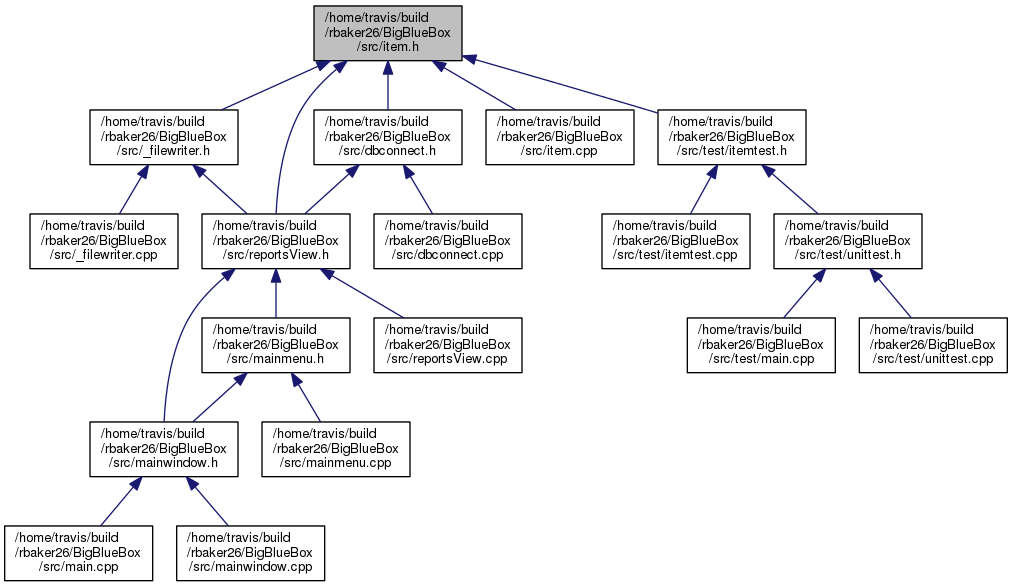 /home/travis/build
/rbaker26/BigBlueBox
/src/item.h
/home/travis/build
/rbaker26/BigBlueBox
/src/_filewriter.h
/home/travis/build
/rbaker26/BigBlueBox
/src/dbconnect.h
/home/travis/build
/rbaker26/BigBlueBox
/src/item.cpp
/home/travis/build
/rbaker26/BigBlueBox
/src/test/itemtest.h
/home/travis/build
/rbaker26/BigBlueBox
/src/_filewriter.cpp
/home/travis/build
/rbaker26/BigBlueBox
/src/reportsView.h
/home/travis/build
/rbaker26/BigBlueBox
/src/dbconnect.cpp
/home/travis/build
/rbaker26/BigBlueBox
/src/test/itemtest.cpp
/home/travis/build
/rbaker26/BigBlueBox
/src/test/unittest.h
/home/travis/build
/rbaker26/BigBlueBox
/src/mainmenu.h
/home/travis/build
/rbaker26/BigBlueBox
/src/reportsView.cpp
/home/travis/build
/rbaker26/BigBlueBox
/src/test/main.cpp
/home/travis/build
/rbaker26/BigBlueBox
/src/test/unittest.cpp
/home/travis/build
/rbaker26/BigBlueBox
/src/mainwindow.h
/home/travis/build
/rbaker26/BigBlueBox
/src/mainmenu.cpp
/home/travis/build
/rbaker26/BigBlueBox
/src/main.cpp
/home/travis/build
/rbaker26/BigBlueBox
/src/mainwindow.cpp